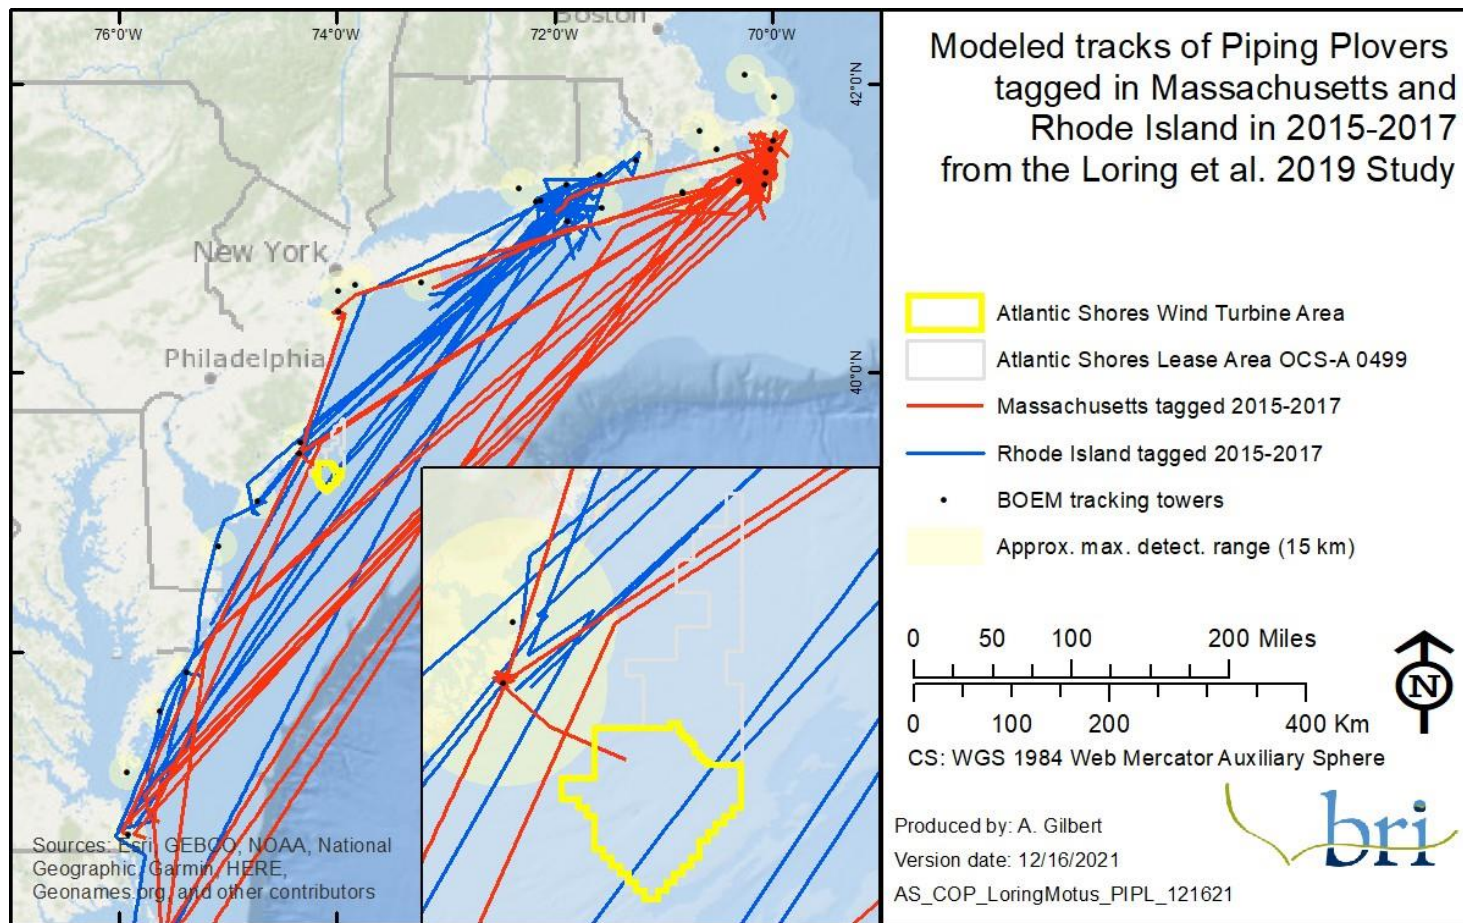 76°0'W
74°0'W
72°0'W
70°0'W
Boston
42°0'N
New York
Philadelphia
40°0'N
Sources: Esri, GEBCO, NOAA, National
Geographic, Garmin, HERE,
Geonames.org, and other contributors
Modeled tracks of Piping Plovers
tagged in Massachusetts and
Rhode Island in 2015-2017
from the Loring et al. 2019 Study
Atlantic Shores Wind Turbine Area
Atlantic Shores Lease Area OCS-A 0499
Massachusetts tagged 2015-2017
Rhode Island tagged 2015-2017
BOEM tracking towers
Approx. max. detect. range (15 km)
0 50 100 200 Miles
0 100 200 400 Km
N
CS: WGS 1984 Web Mercator Auxiliary Sphere
Produced by: A. Gilbert
Version date: 12/16/2021
AS_COP_LoringMotus_PIPL_121621
bri